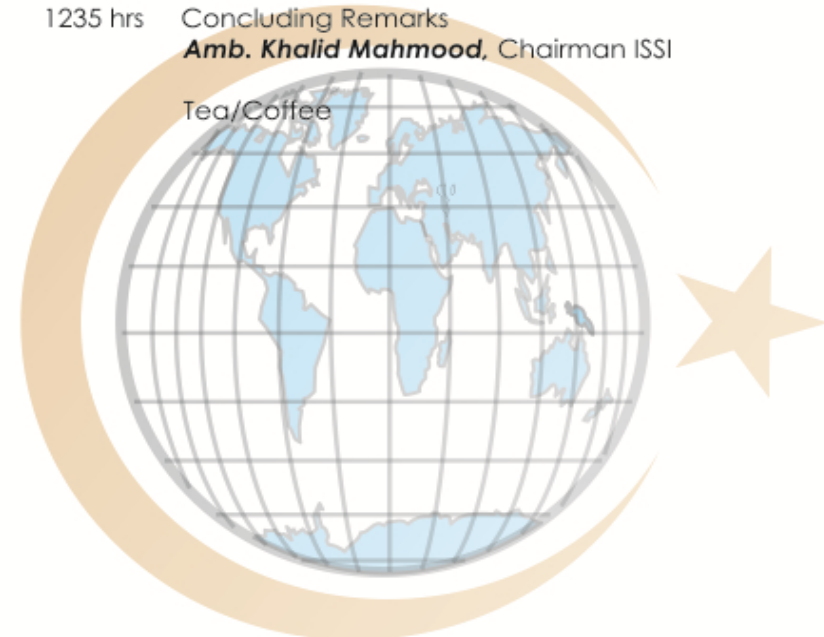 1235 hrs Concluding Remarks
Amb. Khalid Mahmood, Chairman ISSI
Tea/Coffee